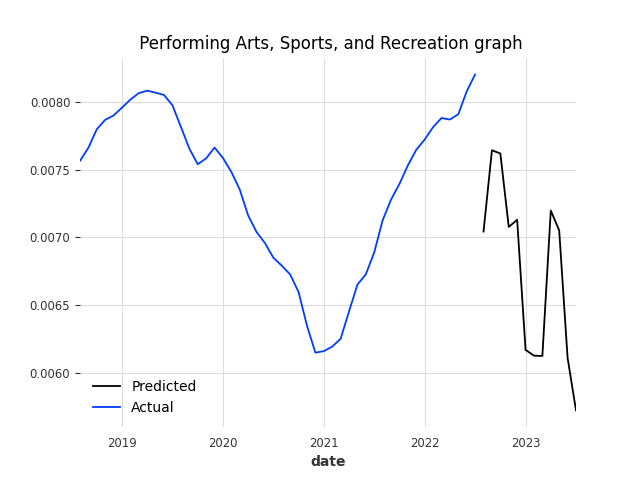 Performing Arts, Sports, and Recreation graph
0.0080
0.0075
0.0070
0.0065
0.0060
Predicted
Actual
2019 2020 2021 2022 2023
date